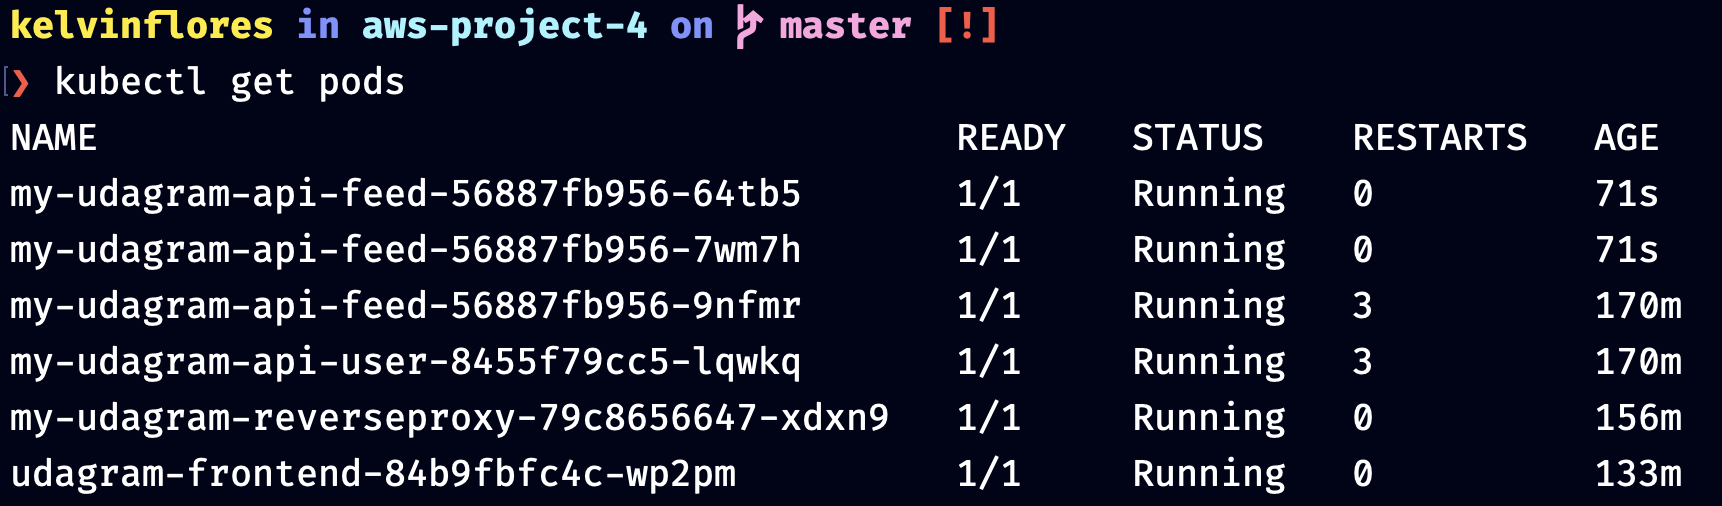 kelvinflores in aws-project-4 on master [!]
❯ kubectl get pods
NAME READY STATUS RESTARTS AGE
my-udagram-api-feed-56887fb956-64tb5 1/1 Running 0 71s
my-udagram-api-feed-56887fb956-7wm7h 1/1 Running 0 71s
my-udagram-api-feed-56887fb956-9nfmr 1/1 Running 3 170m
my-udagram-api-user-8455f79cc5-lqwkq 1/1 Running 3 170m
my-udagram-reverseproxy-79c8656647-xdxn9 1/1 Running 0 156m
udagram-frontend-84b9fbfc4c-wp2pm 1/1 Running 0 133m